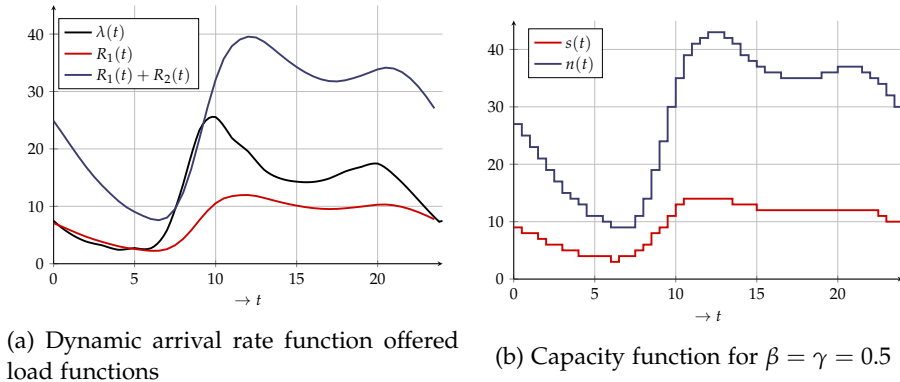 40
30
20
10
0
λ(t)
R₁(t)
R₁(t) + R₂(t)
0 5 10 15 20
→ t
(a) Dynamic arrival rate function offered
load functions
40
30
20
10
0
s(t)
n(t)
0 5 10 15 20
→ t
(b) Capacity function for β = γ = 0.5